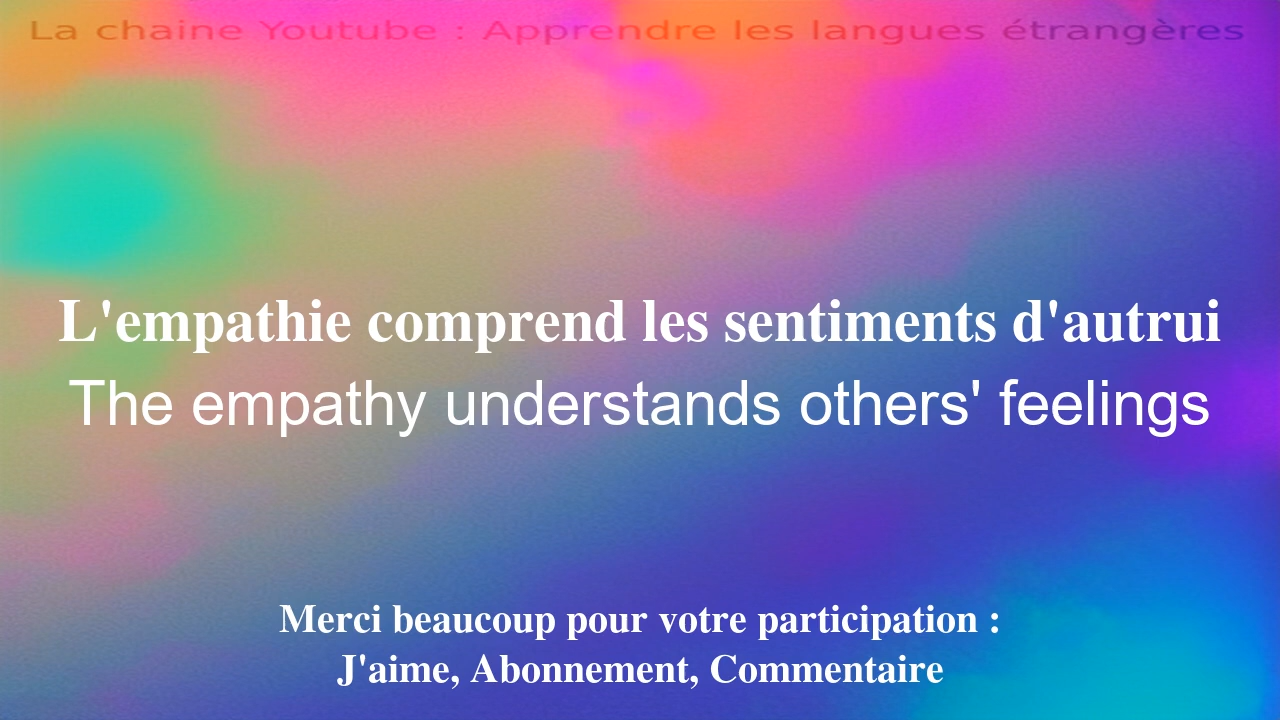 La chaine Youtube : Apprendre les langues étrangères
L'empathie comprend les sentiments d'autrui
The empathy understands others' feelings
Merci beaucoup pour votre participation :
J'aime, Abonnement, Commentaire